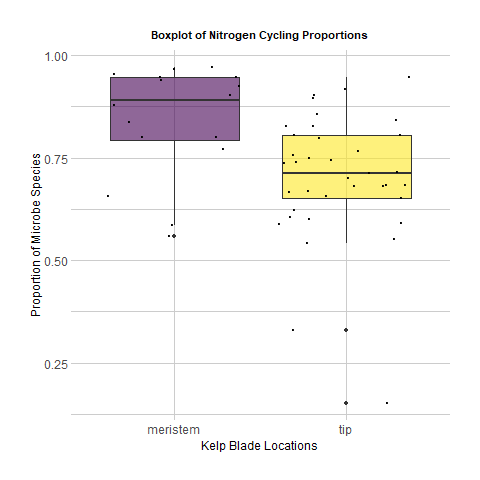 Boxplot of Nitrogen Cycling Proportions
1.00
0.75
0.50
0.25
Proportion of Microbe Species
meristem tip
Kelp Blade Locations